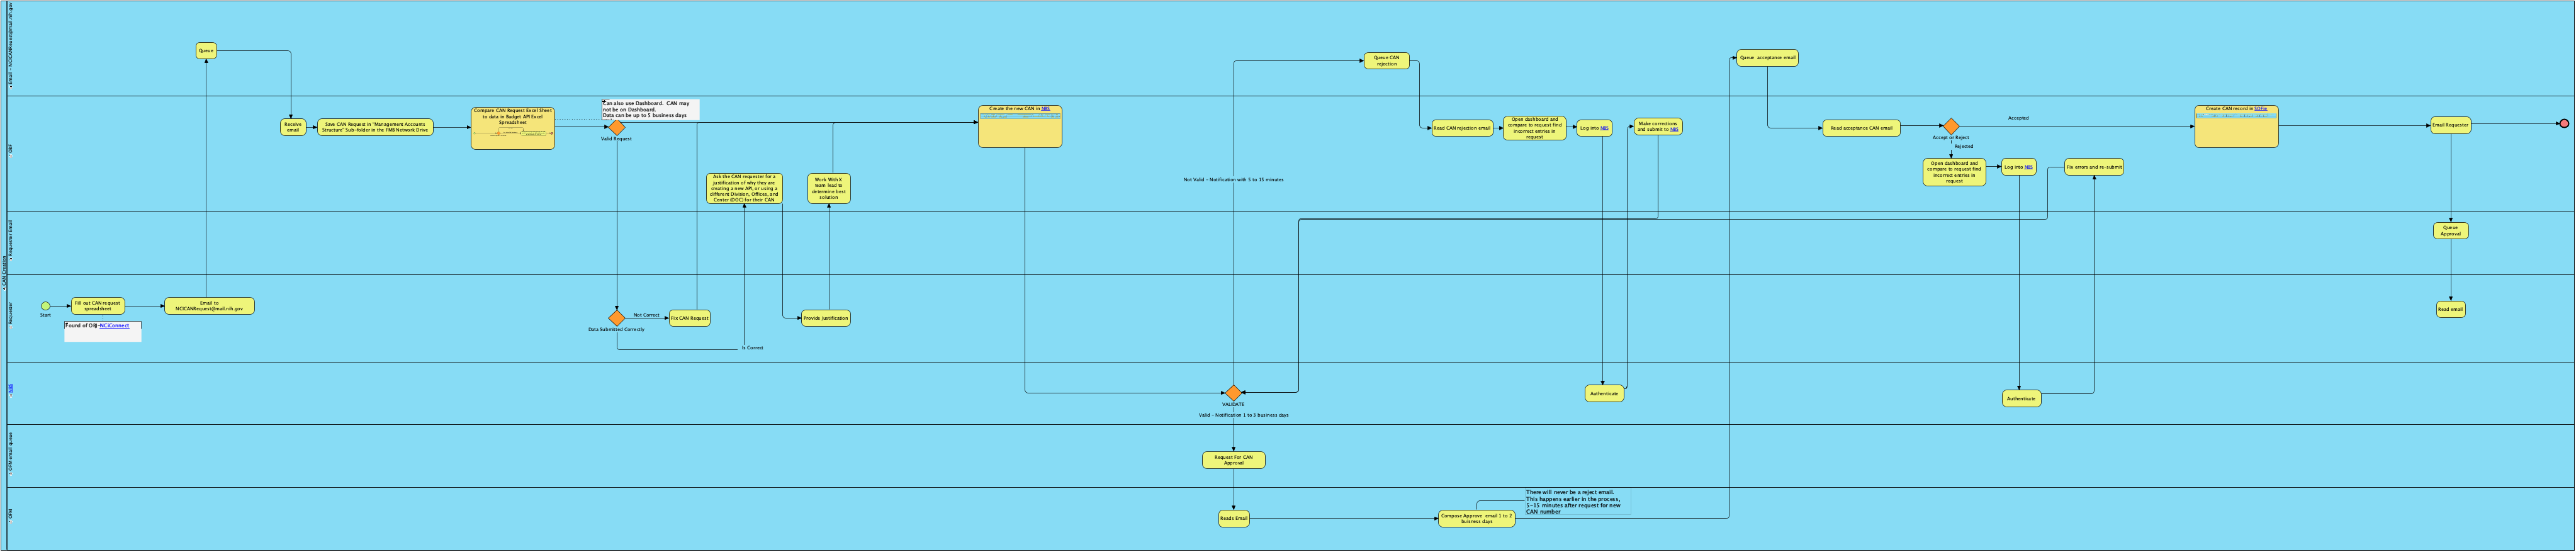 CAN Creation
Email - NCICANRequest@mail.nih.gov
Queue
Queue CAN
rejection
Queue acceptance email
OBF
Receive
email
Save CAN Request in "Management Accounts
Structure" Sub-folder in the FMB Network Drive
Compare CAN Request Excel Sheet
to data in Budget API Excel
Spreadsheet
Can also use Dashboard. CAN may
not be on Dashboard.
Data can be up to 5 business days
Valid Request
Ask the CAN requester for a
justification of why they are
creating a new API, or using a
different Division, Offices, and
Center (DOC) for their CAN
Work With X
team lead to
determine best
solution
Create the new CAN in NBS
Not Valid - Notification with 5 to 15 minutes
Read CAN rejection email
Open dashboard and
compare to request find
incorrect entries in
request
Log into NBS
Make corrections
and submit to NBS
Read acceptance CAN email
Accept or Reject
Accepted
Rejected
Open dashboard and
compare to request find
incorrect entries in
request
Log into NBS
Fix errors and re-submit
Create CAN record in SOFie
Email Requester
Requester Email
Queue
Approval
Requestor
Start
Fill out CAN request
spreadsheet
Found of OBJ-NCIConnect
Email to
NCICANRequest@mail.nih.gov
Data Submitted Correctly
Not Correct
Fix CAN Request
Is Correct
Provide Justification
Read email
NBS
VALIDATE
Valid - Notification 1 to 3 business days
Authenticate
Authenticate
OFM email queue
Request For CAN
Approval
OFM
Reads Email
Compose Approve email 1 to 2
buisness days
There will never be a reject email.
This happens earlier in the process,
5-15 minutes after request for new
CAN number